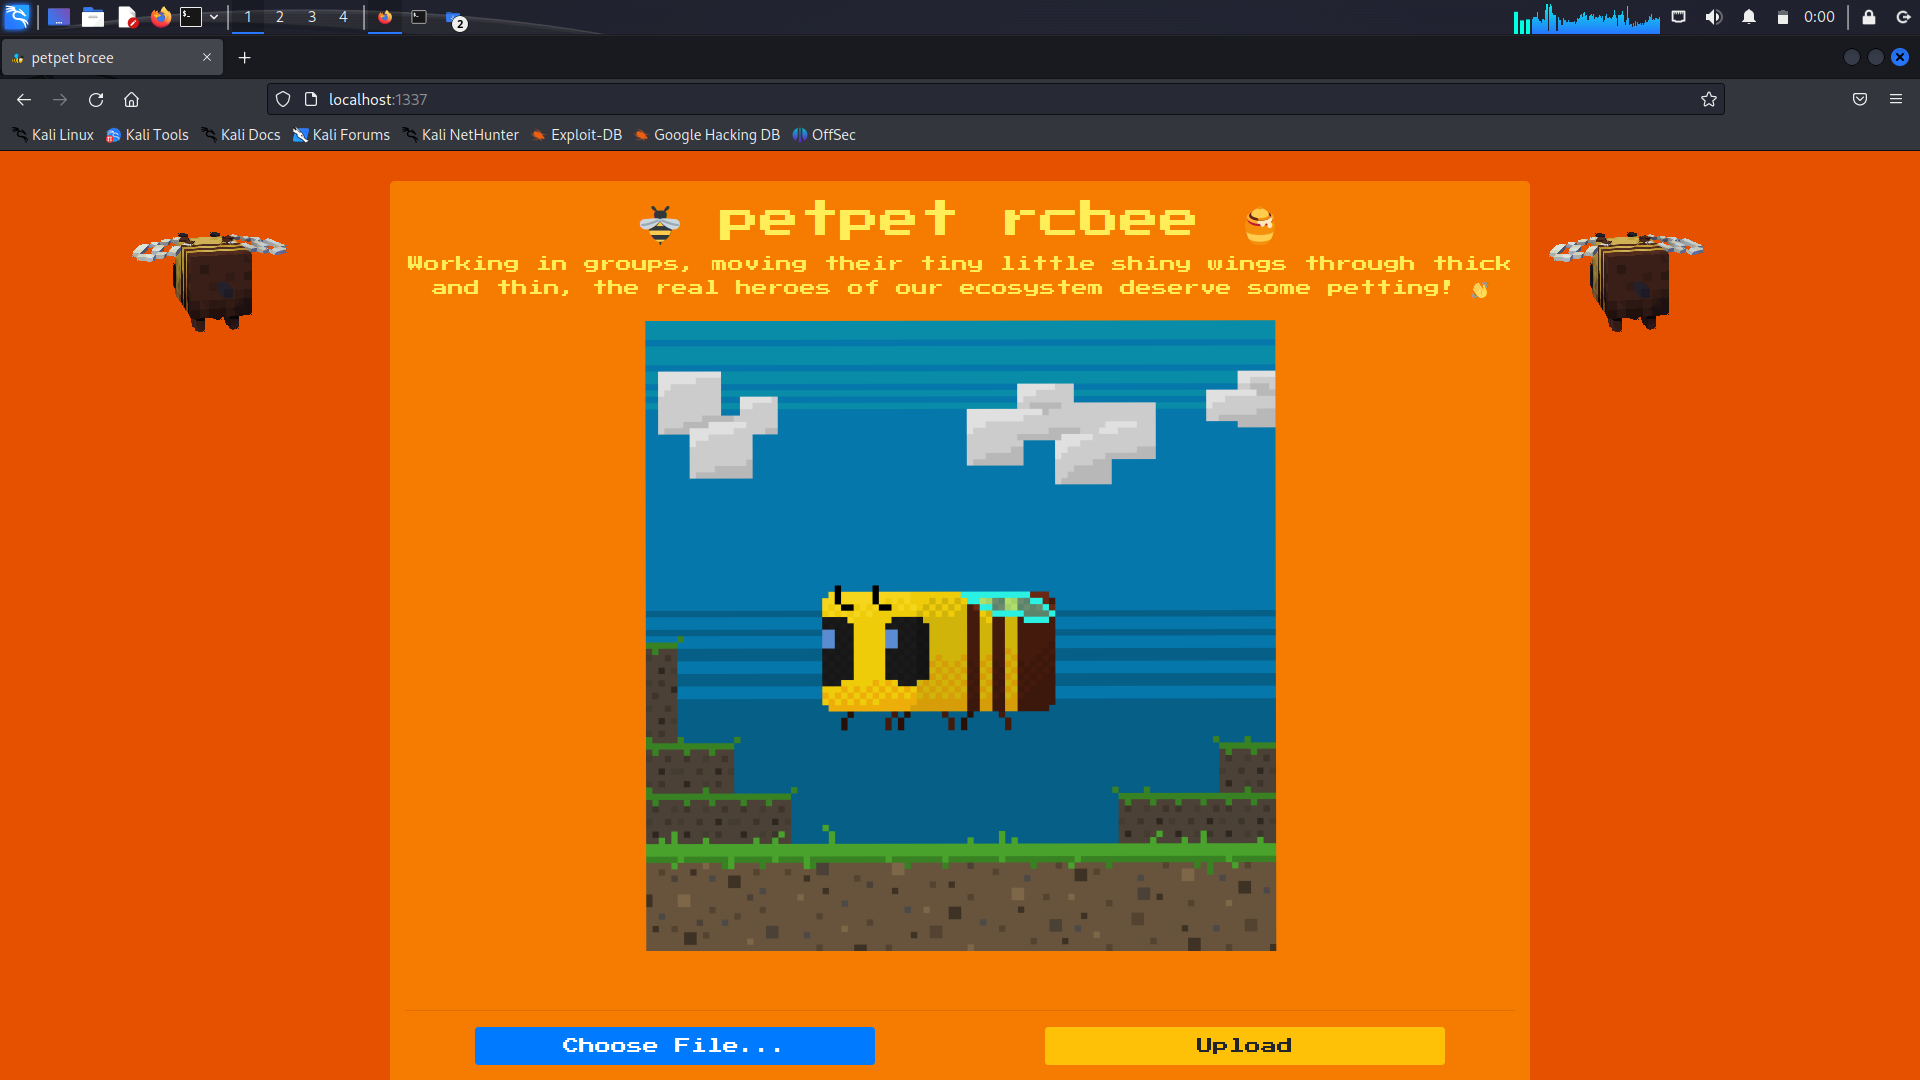 1 2 3 4 2 0:00
petpet brcee
localhost:1337
Kali Linux Kali Tools Kali Docs Kali Forums Kali NetHunter Exploit-DB Google Hacking DB OffSec
petpet rcbee
Working in groups, moving their tiny little shiny wings through thick
and thin, the real heroes of our ecosystem deserve some petting! 👋
Choose File... Upload